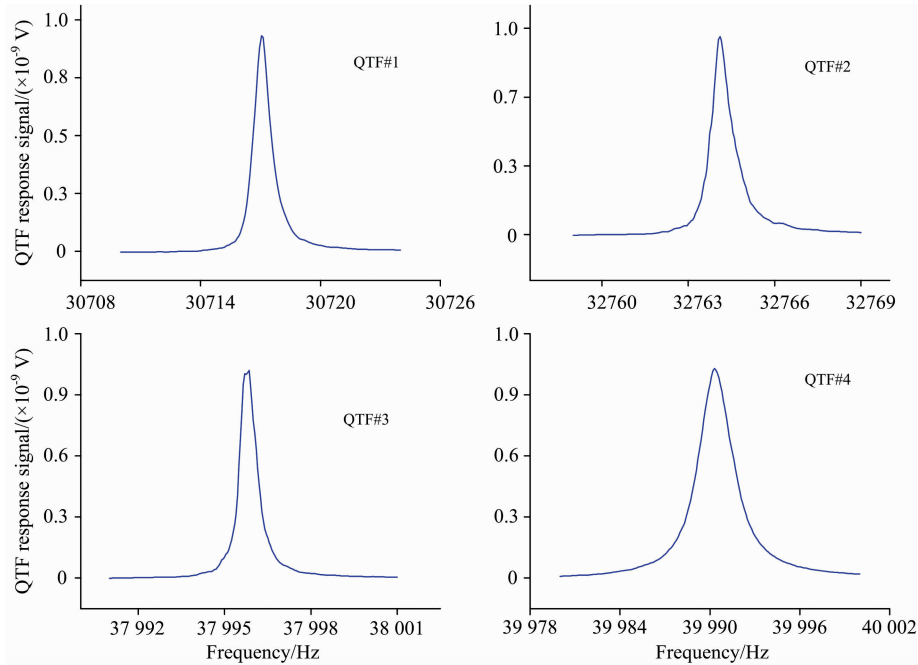 QTF response signal/(×10⁻⁹ V)
1.0
0.8
0.5
0.3
0
QTF#1
30708 30714 30720 30726
1.0
0.7
0.3
0
QTF#2
32760 32763 32766 32769
QTF response signal/(×10⁻⁹ V)
1.0
0.9
0.6
0.3
0
QTF#3
37 992 37 995 37 998 38 001
Frequency/Hz
1.0
0.9
0.6
0.3
0
QTF#4
39 978 39 984 39 990 39 996 40 002
Frequency/Hz